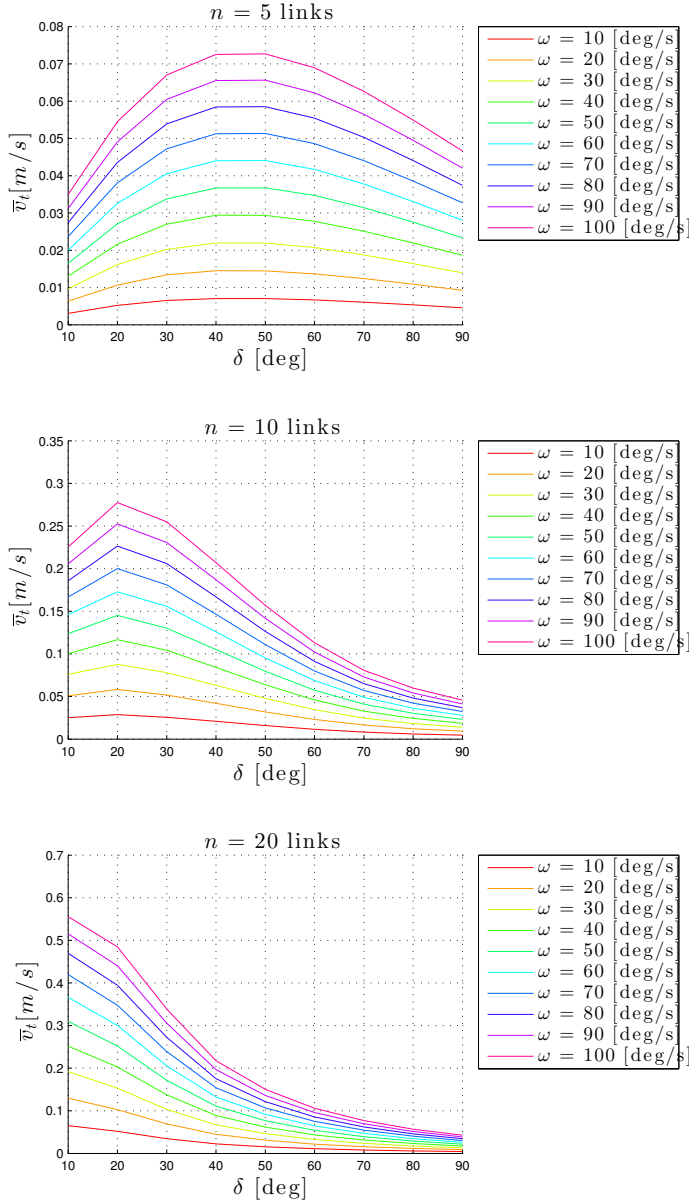 n = 5 links
0.08
0.07
0.06
0.05
0.04
0.03
0.02
0.01
0
v̅t[m/s]
10 20 30 40 50 60 70 80 90
δ [deg]
ω = 10 [deg/s]
ω = 20 [deg/s]
ω = 30 [deg/s]
ω = 40 [deg/s]
ω = 50 [deg/s]
ω = 60 [deg/s]
ω = 70 [deg/s]
ω = 80 [deg/s]
ω = 90 [deg/s]
ω = 100 [deg/s]
n = 10 links
0.35
0.3
0.25
0.2
0.15
0.1
0.05
0
v̅t[m/s]
10 20 30 40 50 60 70 80 90
δ [deg]
ω = 10 [deg/s]
ω = 20 [deg/s]
ω = 30 [deg/s]
ω = 40 [deg/s]
ω = 50 [deg/s]
ω = 60 [deg/s]
ω = 70 [deg/s]
ω = 80 [deg/s]
ω = 90 [deg/s]
ω = 100 [deg/s]
n = 20 links
0.7
0.6
0.5
0.4
0.3
0.2
0.1
0
v̅t[m/s]
10 20 30 40 50 60 70 80 90
δ [deg]
ω = 10 [deg/s]
ω = 20 [deg/s]
ω = 30 [deg/s]
ω = 40 [deg/s]
ω = 50 [deg/s]
ω = 60 [deg/s]
ω = 70 [deg/s]
ω = 80 [deg/s]
ω = 90 [deg/s]
ω = 100 [deg/s]